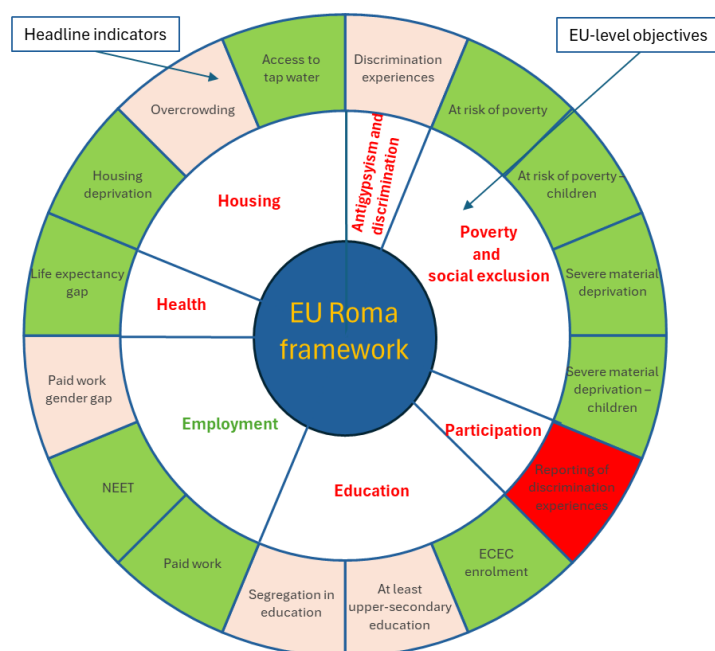 Headline indicators
EU-level objectives
Access to
tap water
Discrimination
experiences
At risk of poverty
At risk of poverty –
children
Severe material
deprivation
Severe material
deprivation –
children
Reporting of
discrimination
experiences
ECEC
enrolment
At least
upper-secondary
education
Segregation in
education
Paid work
NEET
Paid work
gender gap
Life expectancy
gap
Housing
deprivation
Overcrowding
Antigypsyism and
discrimination
Poverty
and
social exclusion
Participation
Education
Employment
Health
Housing
EU Roma
framework